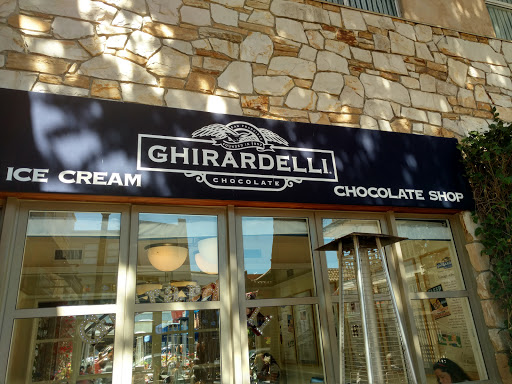 GHIRARDELLI
CHOCOLATE
ICE CREAM
CHOCOLATE SHOP